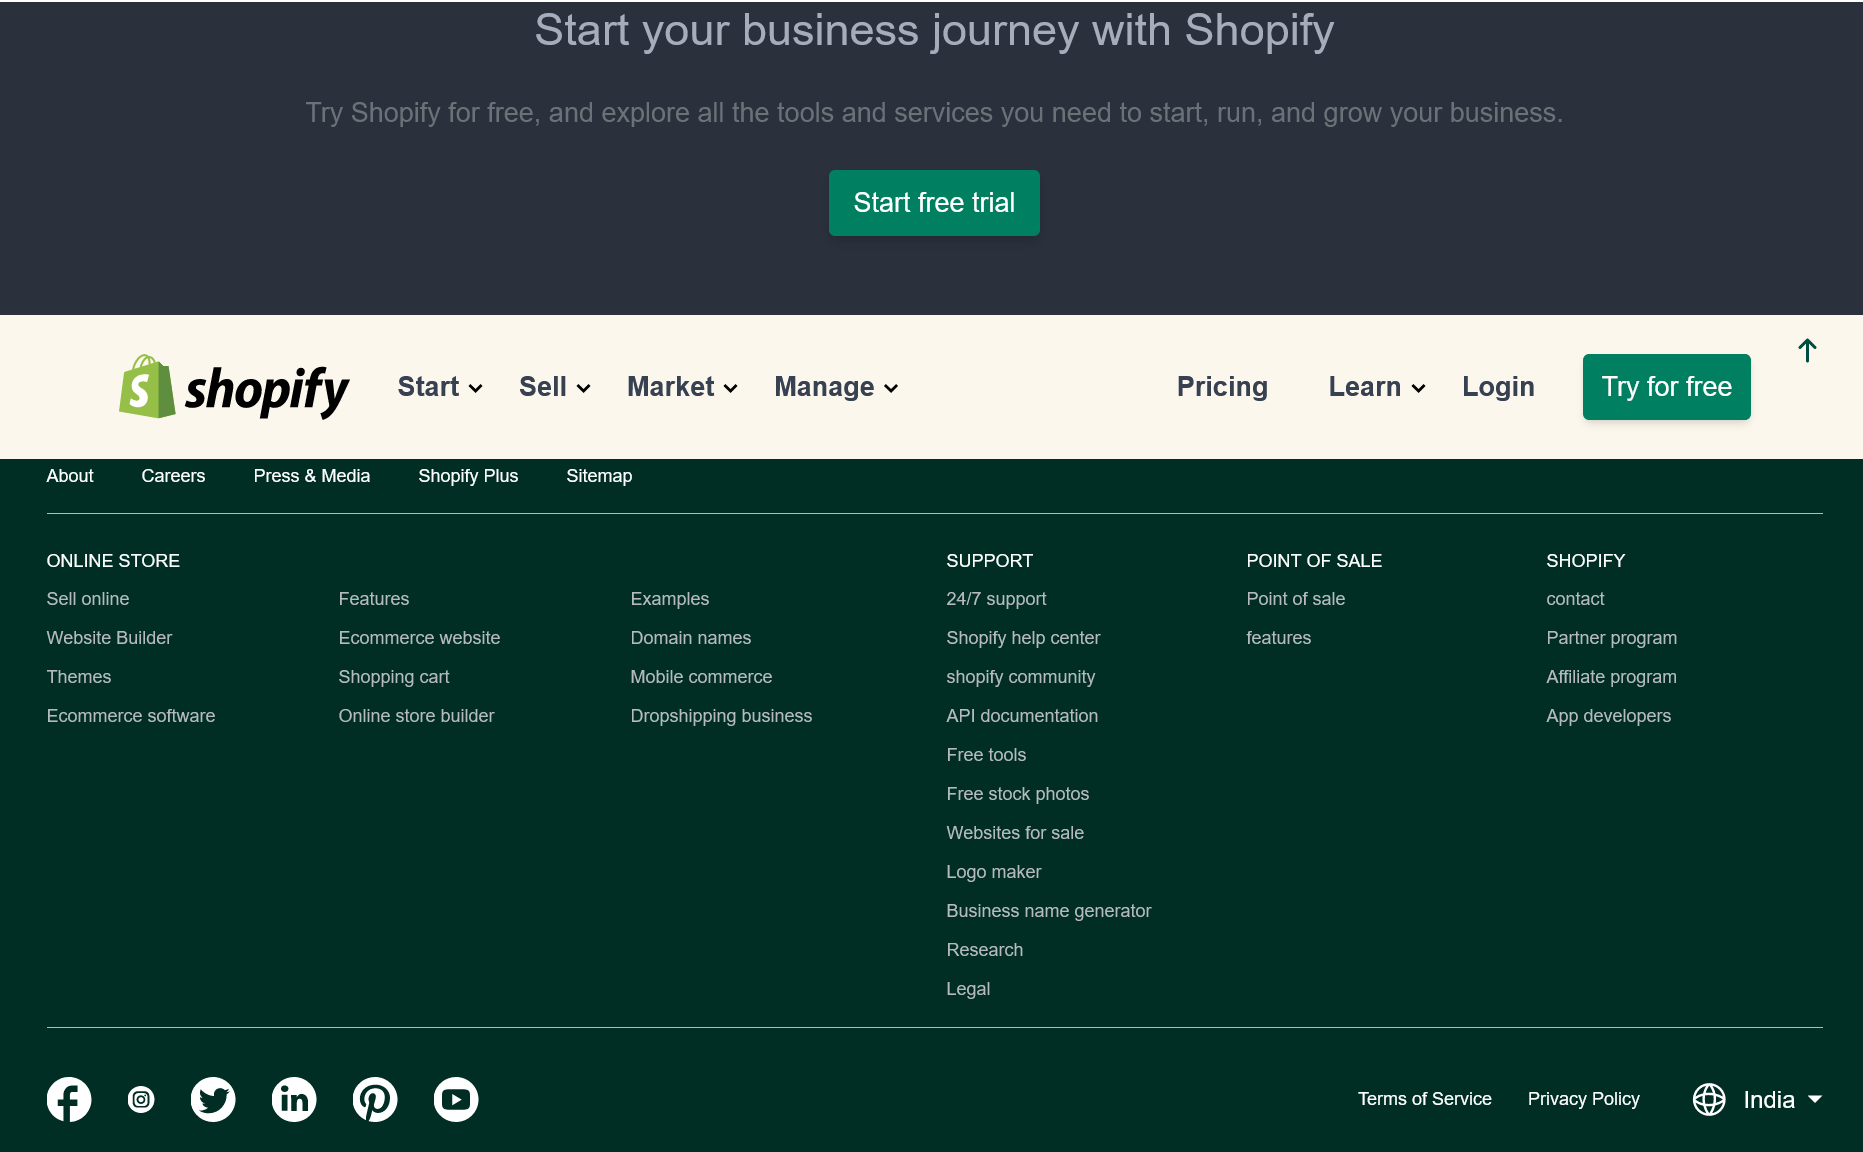 Start your business journey with Shopify
Try Shopify for free, and explore all the tools and services you need to start, run, and grow your business.
Start free trial
shopify Start Sell Market Manage Pricing Learn Login Try for free
About Careers Press & Media Shopify Plus Sitemap
ONLINE STORE SUPPORT POINT OF SALE SHOPIFY
Sell online Features Examples 24/7 support Point of sale contact
Website Builder Ecommerce website Domain names Shopify help center features Partner program
Themes Shopping cart Mobile commerce shopify community Affiliate program
Ecommerce software Online store builder Dropshipping business API documentation App developers
Free tools
Free stock photos
Websites for sale
Logo maker
Business name generator
Research
Legal
Terms of Service Privacy Policy India